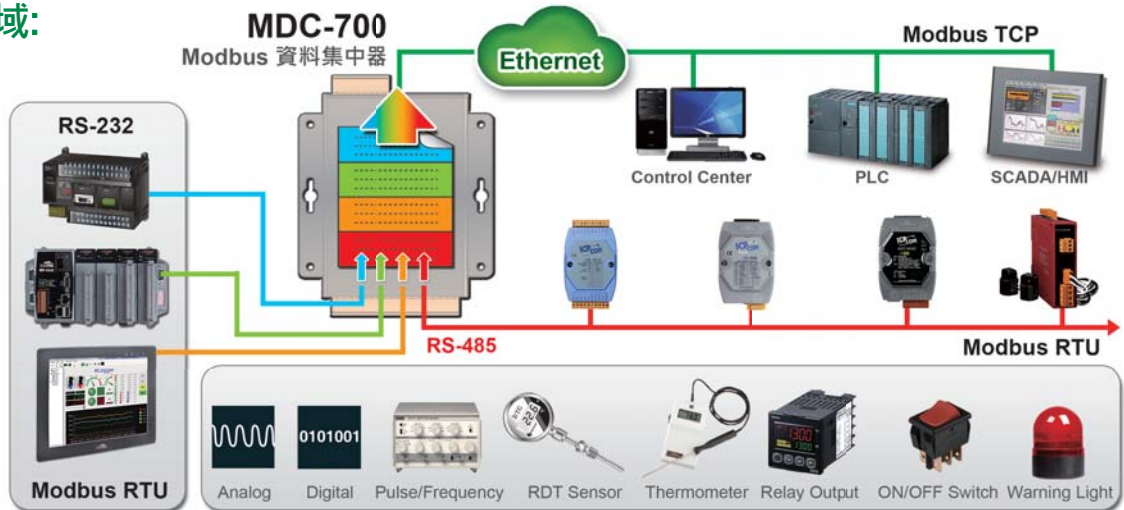 域:
MDC-700
Modbus 資料集中器
Ethernet
Modbus TCP
RS-232
Control Center
PLC
SCADA/HMI
RS-485
Modbus RTU
Modbus RTU
0101001
Analog
Digital
Pulse/Frequency
RDT Sensor
Thermometer
Relay Output
ON/OFF Switch
Warning Light